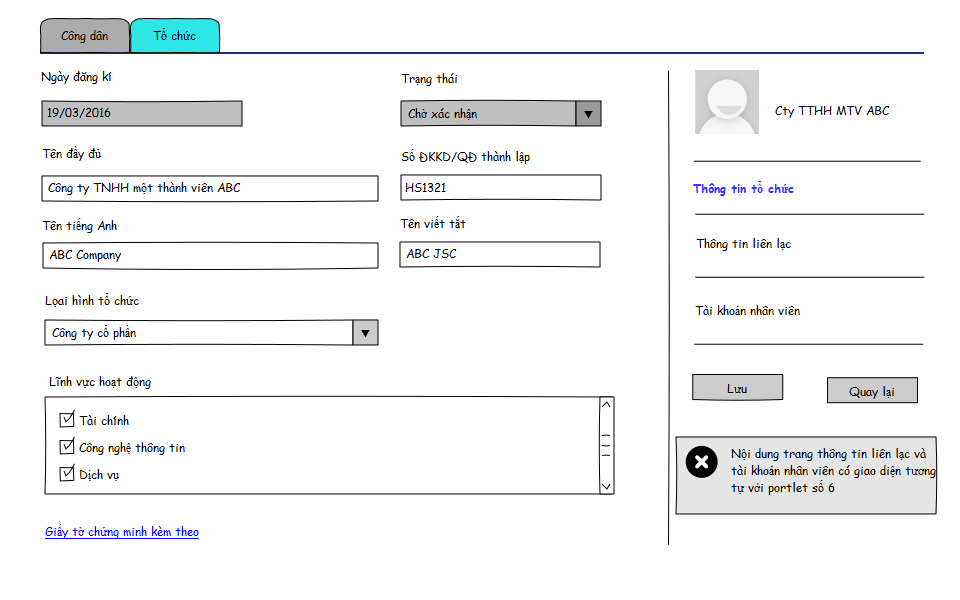 Công dân
Tổ chức
Ngày đăng kí
Trạng thái
19/03/2016
Chờ xác nhận
Tên đầy đủ
Số ĐKKD/QĐ thành lập
Công ty TNHH một thành viên ABC
HS1321
Tên tiếng Anh
Tên viết tắt
ABC Company
ABC JSC
Loại hình tổ chức
Công ty cổ phần
Lĩnh vực hoạt động
Tài chính
Công nghệ thông tin
Dịch vụ
Giấy tờ chứng minh kèm theo
Cty TTHH MTV ABC
Thông tin tổ chức
Thông tin liên lạc
Tài khoản nhân viên
Lưu
Quay lại
Nội dung trang thông tin liên lạc và
tài khoản nhân viên có giao diện tương
tự với portlet số 6